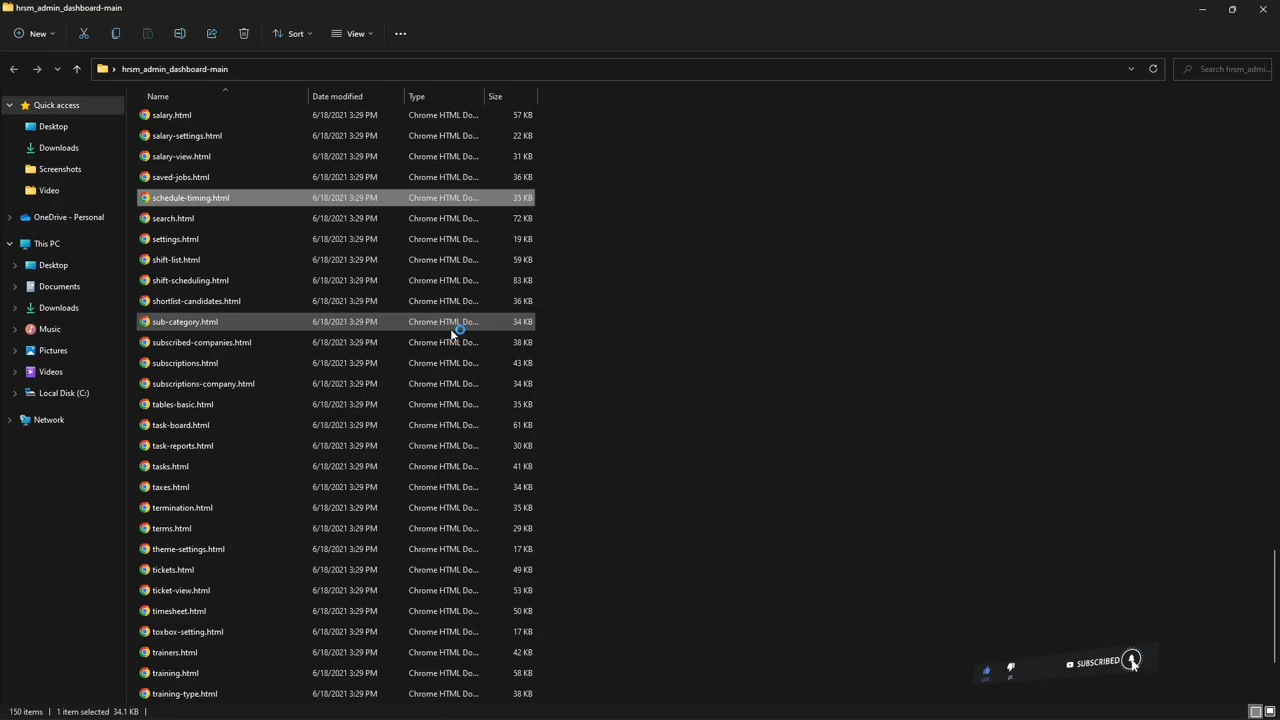 hrsm_admin_dashboard-main
New
Sort
View
hrsm_admin_dashboard-main
Search hrsm_admi...
Name Date modified Type Size
Quick access
Desktop
Downloads
Screenshots
Video
OneDrive - Personal
This PC
Desktop
Documents
Downloads
Music
Pictures
Videos
Local Disk (C:)
Network
salary.html 6/18/2021 3:29 PM Chrome HTML Do... 57 KB
salary-settings.html 6/18/2021 3:29 PM Chrome HTML Do... 22 KB
salary-view.html 6/18/2021 3:29 PM Chrome HTML Do... 31 KB
saved-jobs.html 6/18/2021 3:29 PM Chrome HTML Do... 36 KB
schedule-timing.html 6/18/2021 3:29 PM Chrome HTML Do... 35 KB
search.html 6/18/2021 3:29 PM Chrome HTML Do... 72 KB
settings.html 6/18/2021 3:29 PM Chrome HTML Do... 19 KB
shift-list.html 6/18/2021 3:29 PM Chrome HTML Do... 59 KB
shift-scheduling.html 6/18/2021 3:29 PM Chrome HTML Do... 83 KB
shortlist-candidates.html 6/18/2021 3:29 PM Chrome HTML Do... 36 KB
sub-category.html 6/18/2021 3:29 PM Chrome HTML Do... 34 KB
subscribed-companies.html 6/18/2021 3:29 PM Chrome HTML Do... 38 KB
subscriptions.html 6/18/2021 3:29 PM Chrome HTML Do... 43 KB
subscriptions-company.html 6/18/2021 3:29 PM Chrome HTML Do... 34 KB
tables-basic.html 6/18/2021 3:29 PM Chrome HTML Do... 35 KB
task-board.html 6/18/2021 3:29 PM Chrome HTML Do... 61 KB
task-reports.html 6/18/2021 3:29 PM Chrome HTML Do... 30 KB
tasks.html 6/18/2021 3:29 PM Chrome HTML Do... 41 KB
taxes.html 6/18/2021 3:29 PM Chrome HTML Do... 34 KB
termination.html 6/18/2021 3:29 PM Chrome HTML Do... 35 KB
terms.html 6/18/2021 3:29 PM Chrome HTML Do... 29 KB
theme-settings.html 6/18/2021 3:29 PM Chrome HTML Do... 17 KB
tickets.html 6/18/2021 3:29 PM Chrome HTML Do... 49 KB
ticket-view.html 6/18/2021 3:29 PM Chrome HTML Do... 53 KB
timesheet.html 6/18/2021 3:29 PM Chrome HTML Do... 50 KB
toxbox-setting.html 6/18/2021 3:29 PM Chrome HTML Do... 17 KB
trainers.html 6/18/2021 3:29 PM Chrome HTML Do... 42 KB
training.html 6/18/2021 3:29 PM Chrome HTML Do... 58 KB
training-type.html 6/18/2021 3:29 PM Chrome HTML Do... 38 KB
SUBSCRIBED
150 items 1 item selected 34.1 KB